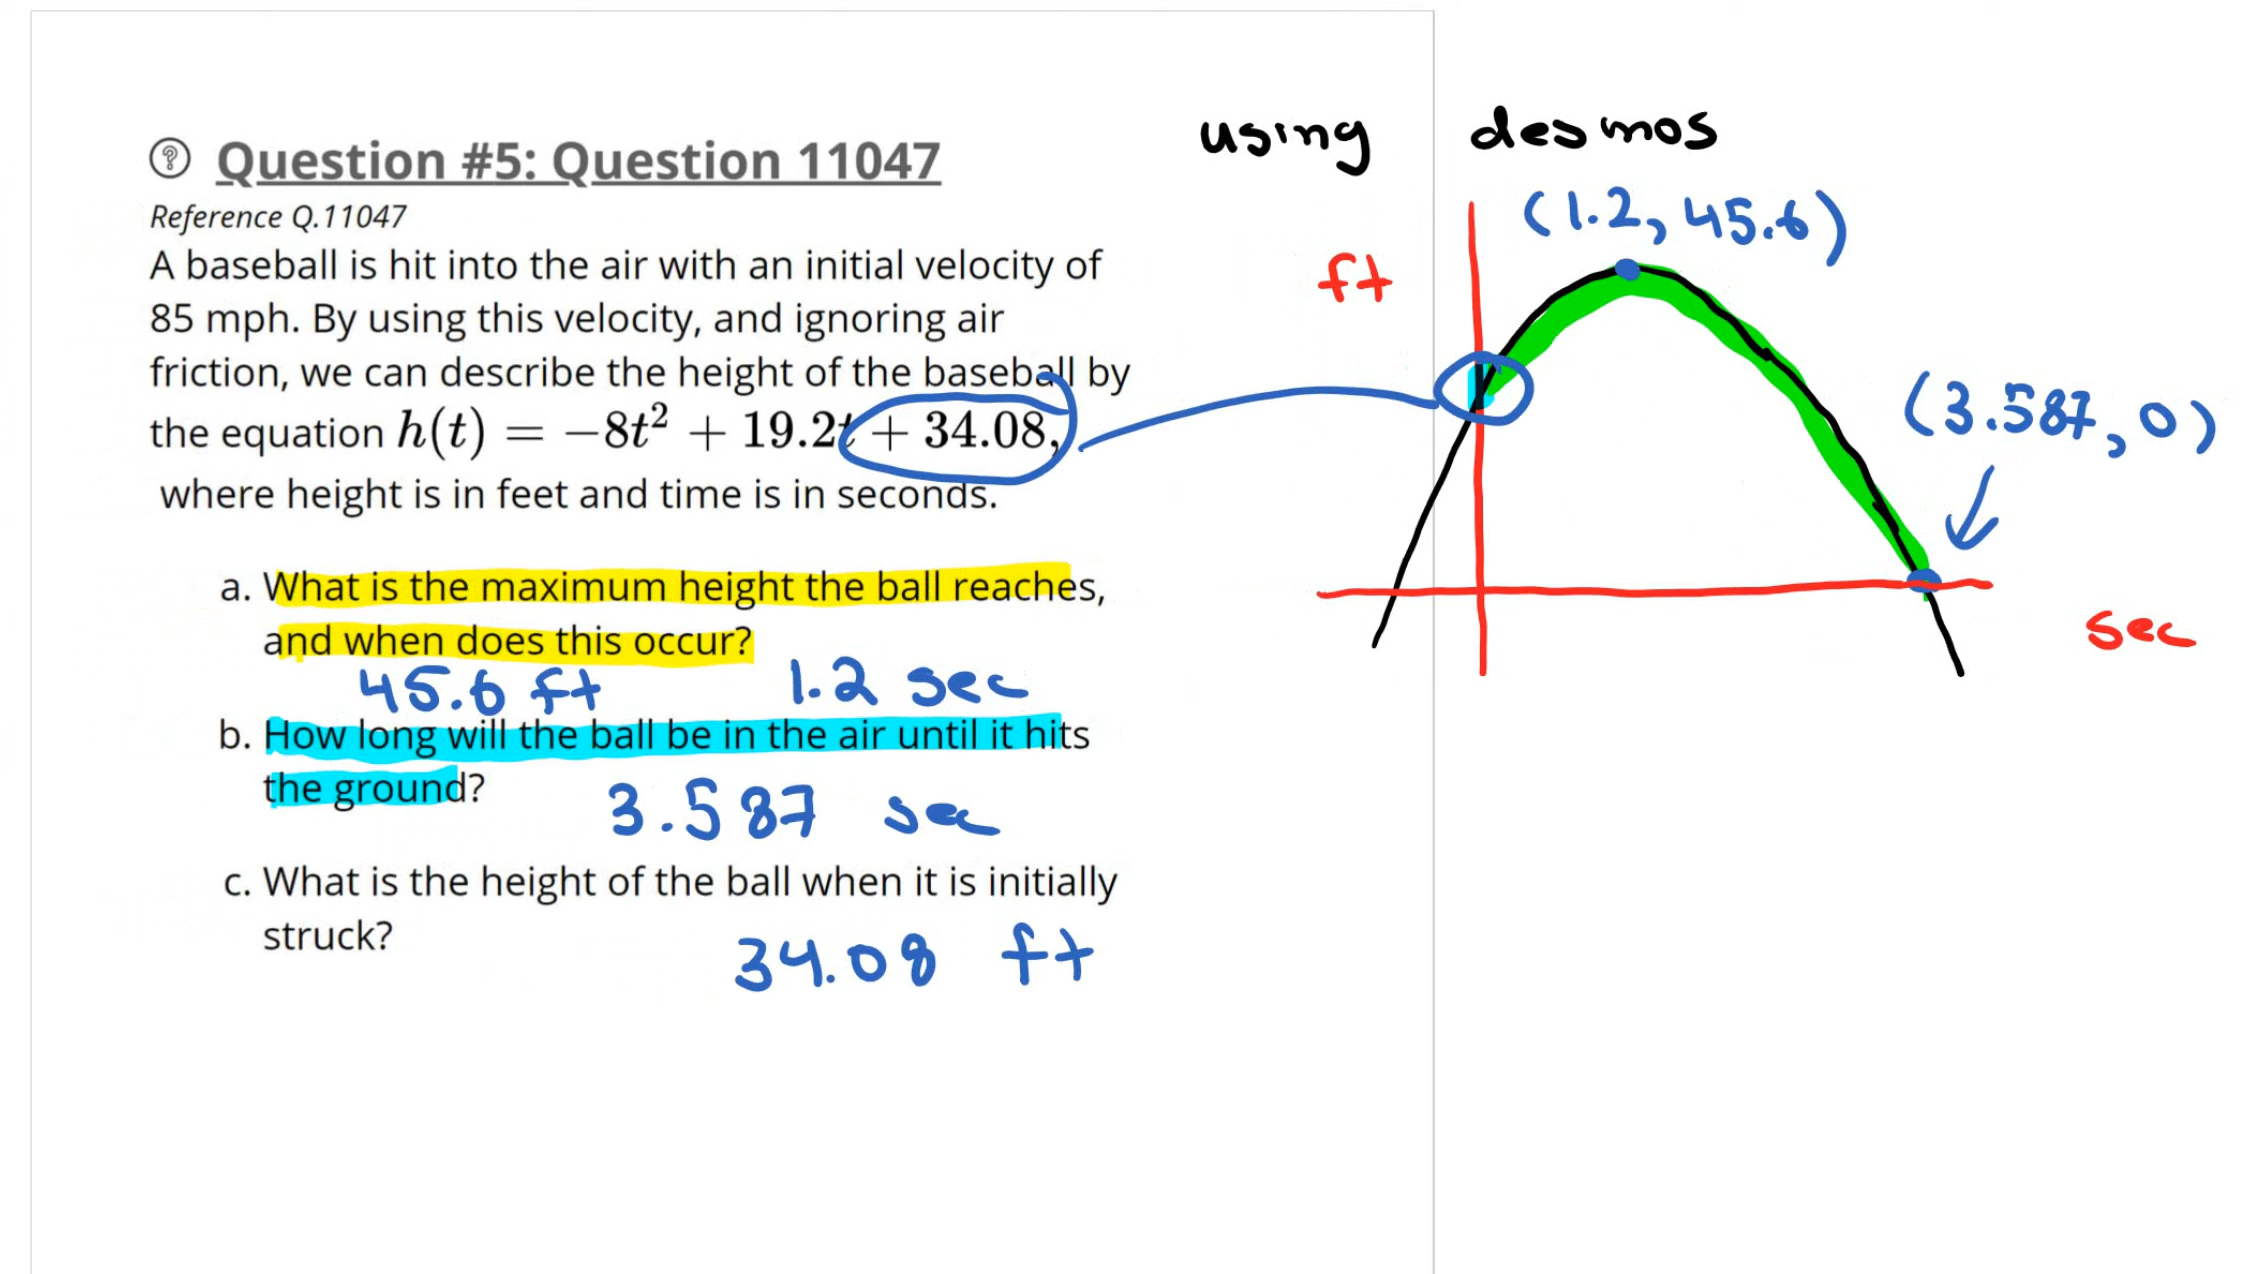 Question #5: Question 11047
Reference Q.11047
A baseball is hit into the air with an initial velocity of
85 mph. By using this velocity, and ignoring air
friction, we can describe the height of the baseball by
the equation h(t) = −8t² + 19.2t + 34.08,
where height is in feet and time is in seconds.
a. What is the maximum height the ball reaches,
and when does this occur?
45.6 ft 1.2 sec
b. How long will the ball be in the air until it hits
the ground?
3.587 sec
c. What is the height of the ball when it is initially
struck?
34.08 ft
using desmos
(1.2, 45.6)
ft
(3.587, 0)
sec